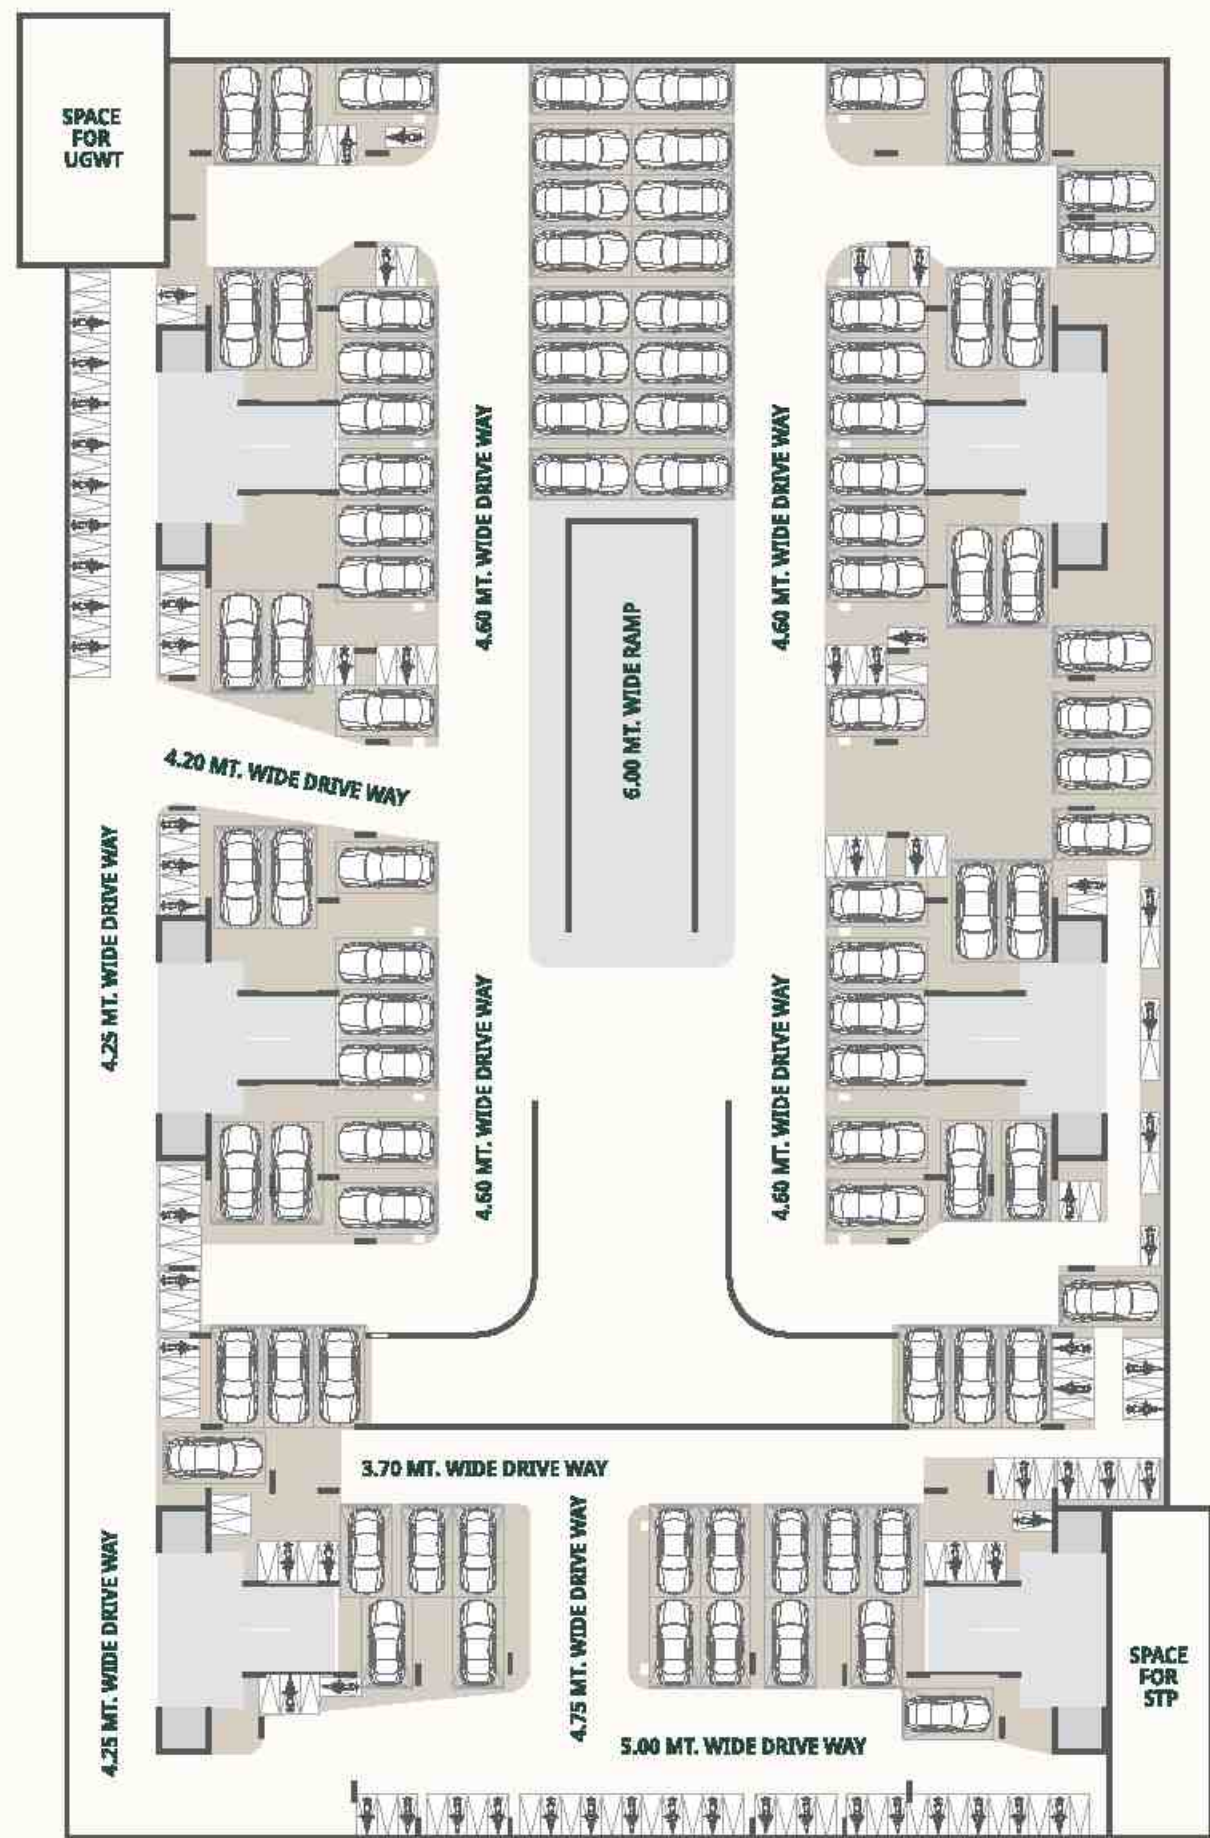 SPACE
FOR
UGWT
4.60 MT. WIDE DRIVE WAY
4.60 MT. WIDE DRIVE WAY
6.00 MT. WIDE RAMP
4.20 MT. WIDE DRIVE WAY
4.25 MT. WIDE DRIVE WAY
4.60 MT. WIDE DRIVE WAY
4.60 MT. WIDE DRIVE WAY
3.70 MT. WIDE DRIVE WAY
4.25 MT. WIDE DRIVE WAY
4.75 MT. WIDE DRIVE WAY
5.00 MT. WIDE DRIVE WAY
SPACE
FOR
STP